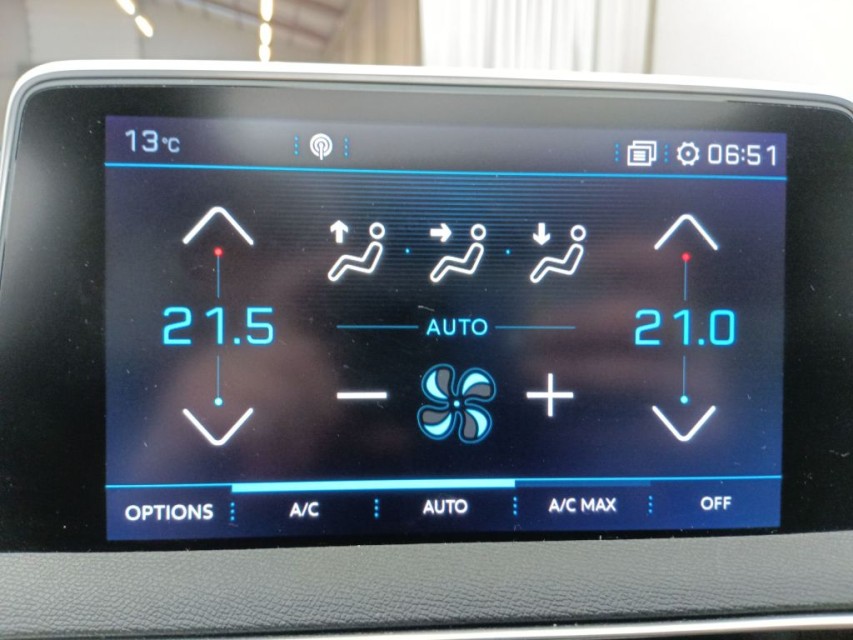 13°C 06:51
21.5 21.0
AUTO
OPTIONS A/C AUTO A/C MAX OFF